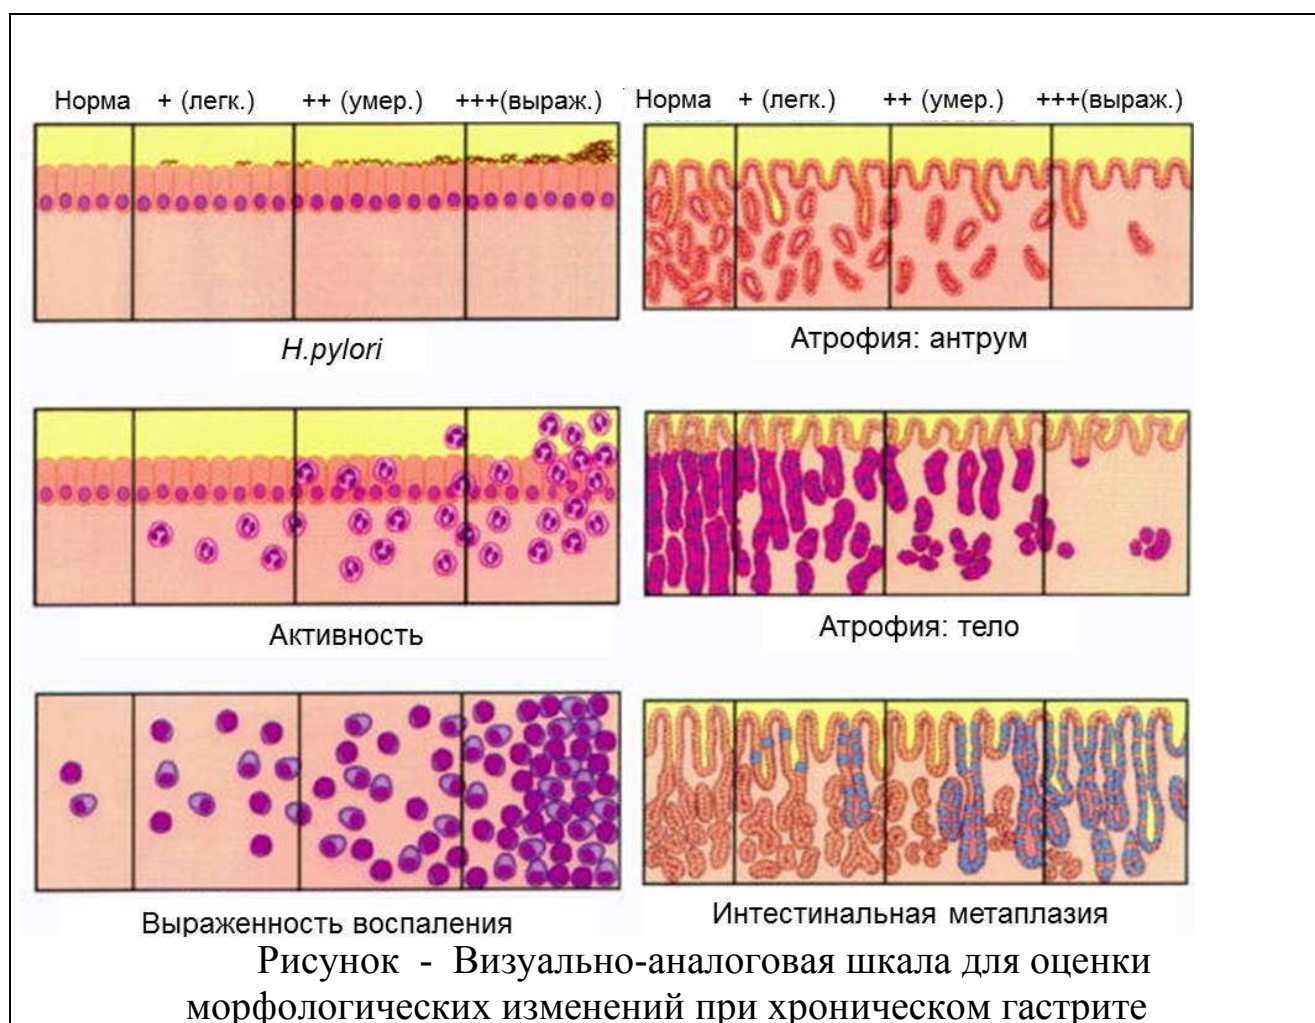 Норма + (легк.) ++ (умер.) +++(выраж.)
Норма + (легк.) ++ (умер.) +++(выраж.)
H.pylori
Атрофия: антрум
Активность
Атрофия: тело
Выраженность воспаления
Интестинальная метаплазия
Рисунок - Визуально-аналоговая шкала для оценки
морфологических изменений при хроническом гастрите